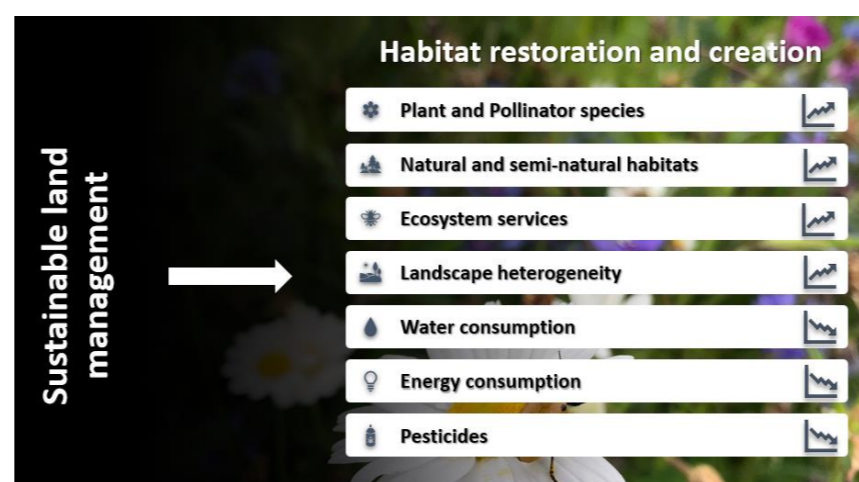 Habitat restoration and creation
Sustainable land
management
Plant and Pollinator species
Natural and semi-natural habitats
Ecosystem services
Landscape heterogeneity
Water consumption
Energy consumption
Pesticides